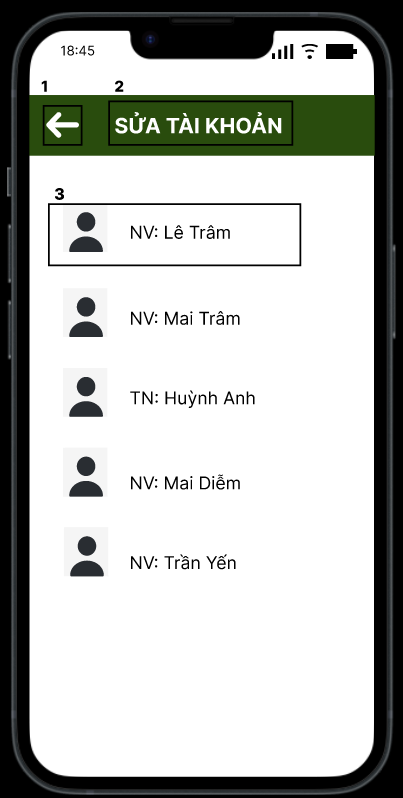 18:45
1
2
SỬA TÀI KHOẢN
3
NV: Lê Trâm
NV: Mai Trâm
TN: Huỳnh Anh
NV: Mai Diễm
NV: Trần Yến